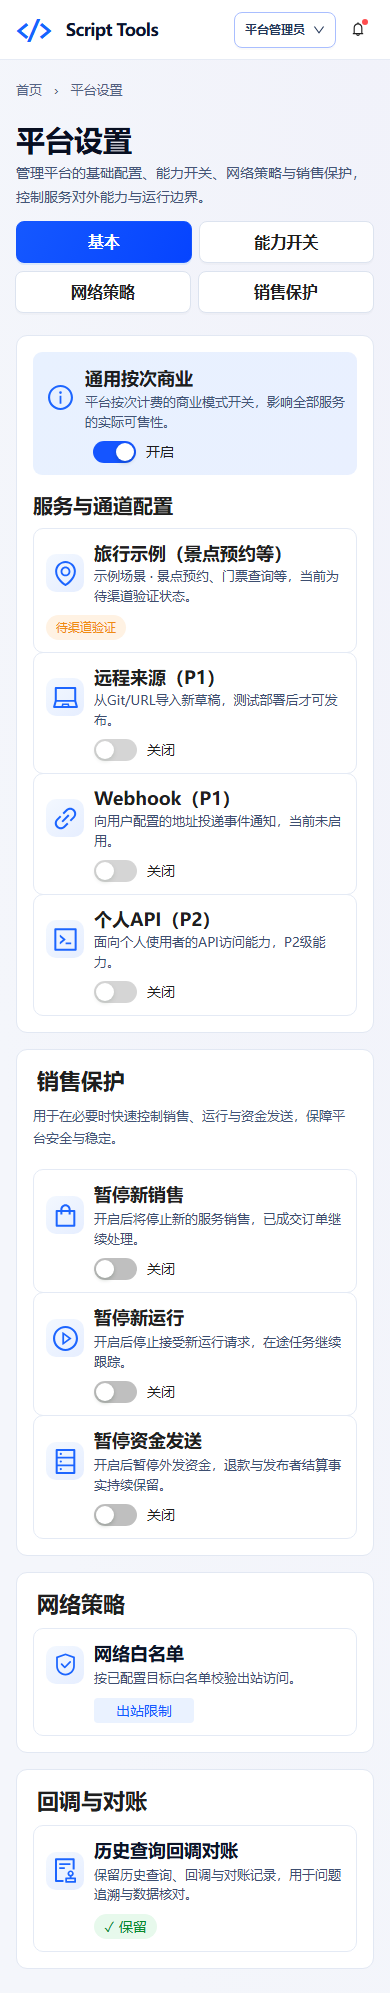 </> Script Tools 平台管理员
首页 › 平台设置
平台设置
管理平台的基础配置、能力开关、网络策略与销售保护，
控制服务对外能力与运行边界。
基本 能力开关
网络策略 销售保护
通用按次商业
平台按次计费的商业模式开关，影响全部服务
的实际可售性。
开启
服务与通道配置
旅行示例（景点预约等）
示例场景 · 景点预约、门票查询等，当前为
待渠道验证状态。
待渠道验证
远程来源（P1）
从Git/URL导入新草稿，测试部署后才可发
布。
关闭
Webhook（P1）
向用户配置的地址投递事件通知，当前未启
用。
关闭
个人API（P2）
面向个人使用者的API访问能力，P2级能
力。
关闭
销售保护
用于在必要时快速控制销售、运行与资金发送，保障平
台安全与稳定。
暂停新销售
开启后将停止新的服务销售，已成交订单继
续处理。
关闭
暂停新运行
开启后停止接受新运行请求，在途任务继续
跟踪。
关闭
暂停资金发送
开启后暂停外发资金，退款与发布者结算事
实持续保留。
关闭
网络策略
网络白名单
按已配置目标白名单校验出站访问。
出站限制
回调与对账
历史查询回调对账
保留历史查询、回调与对账记录，用于问题
追溯与数据核对。
✓ 保留